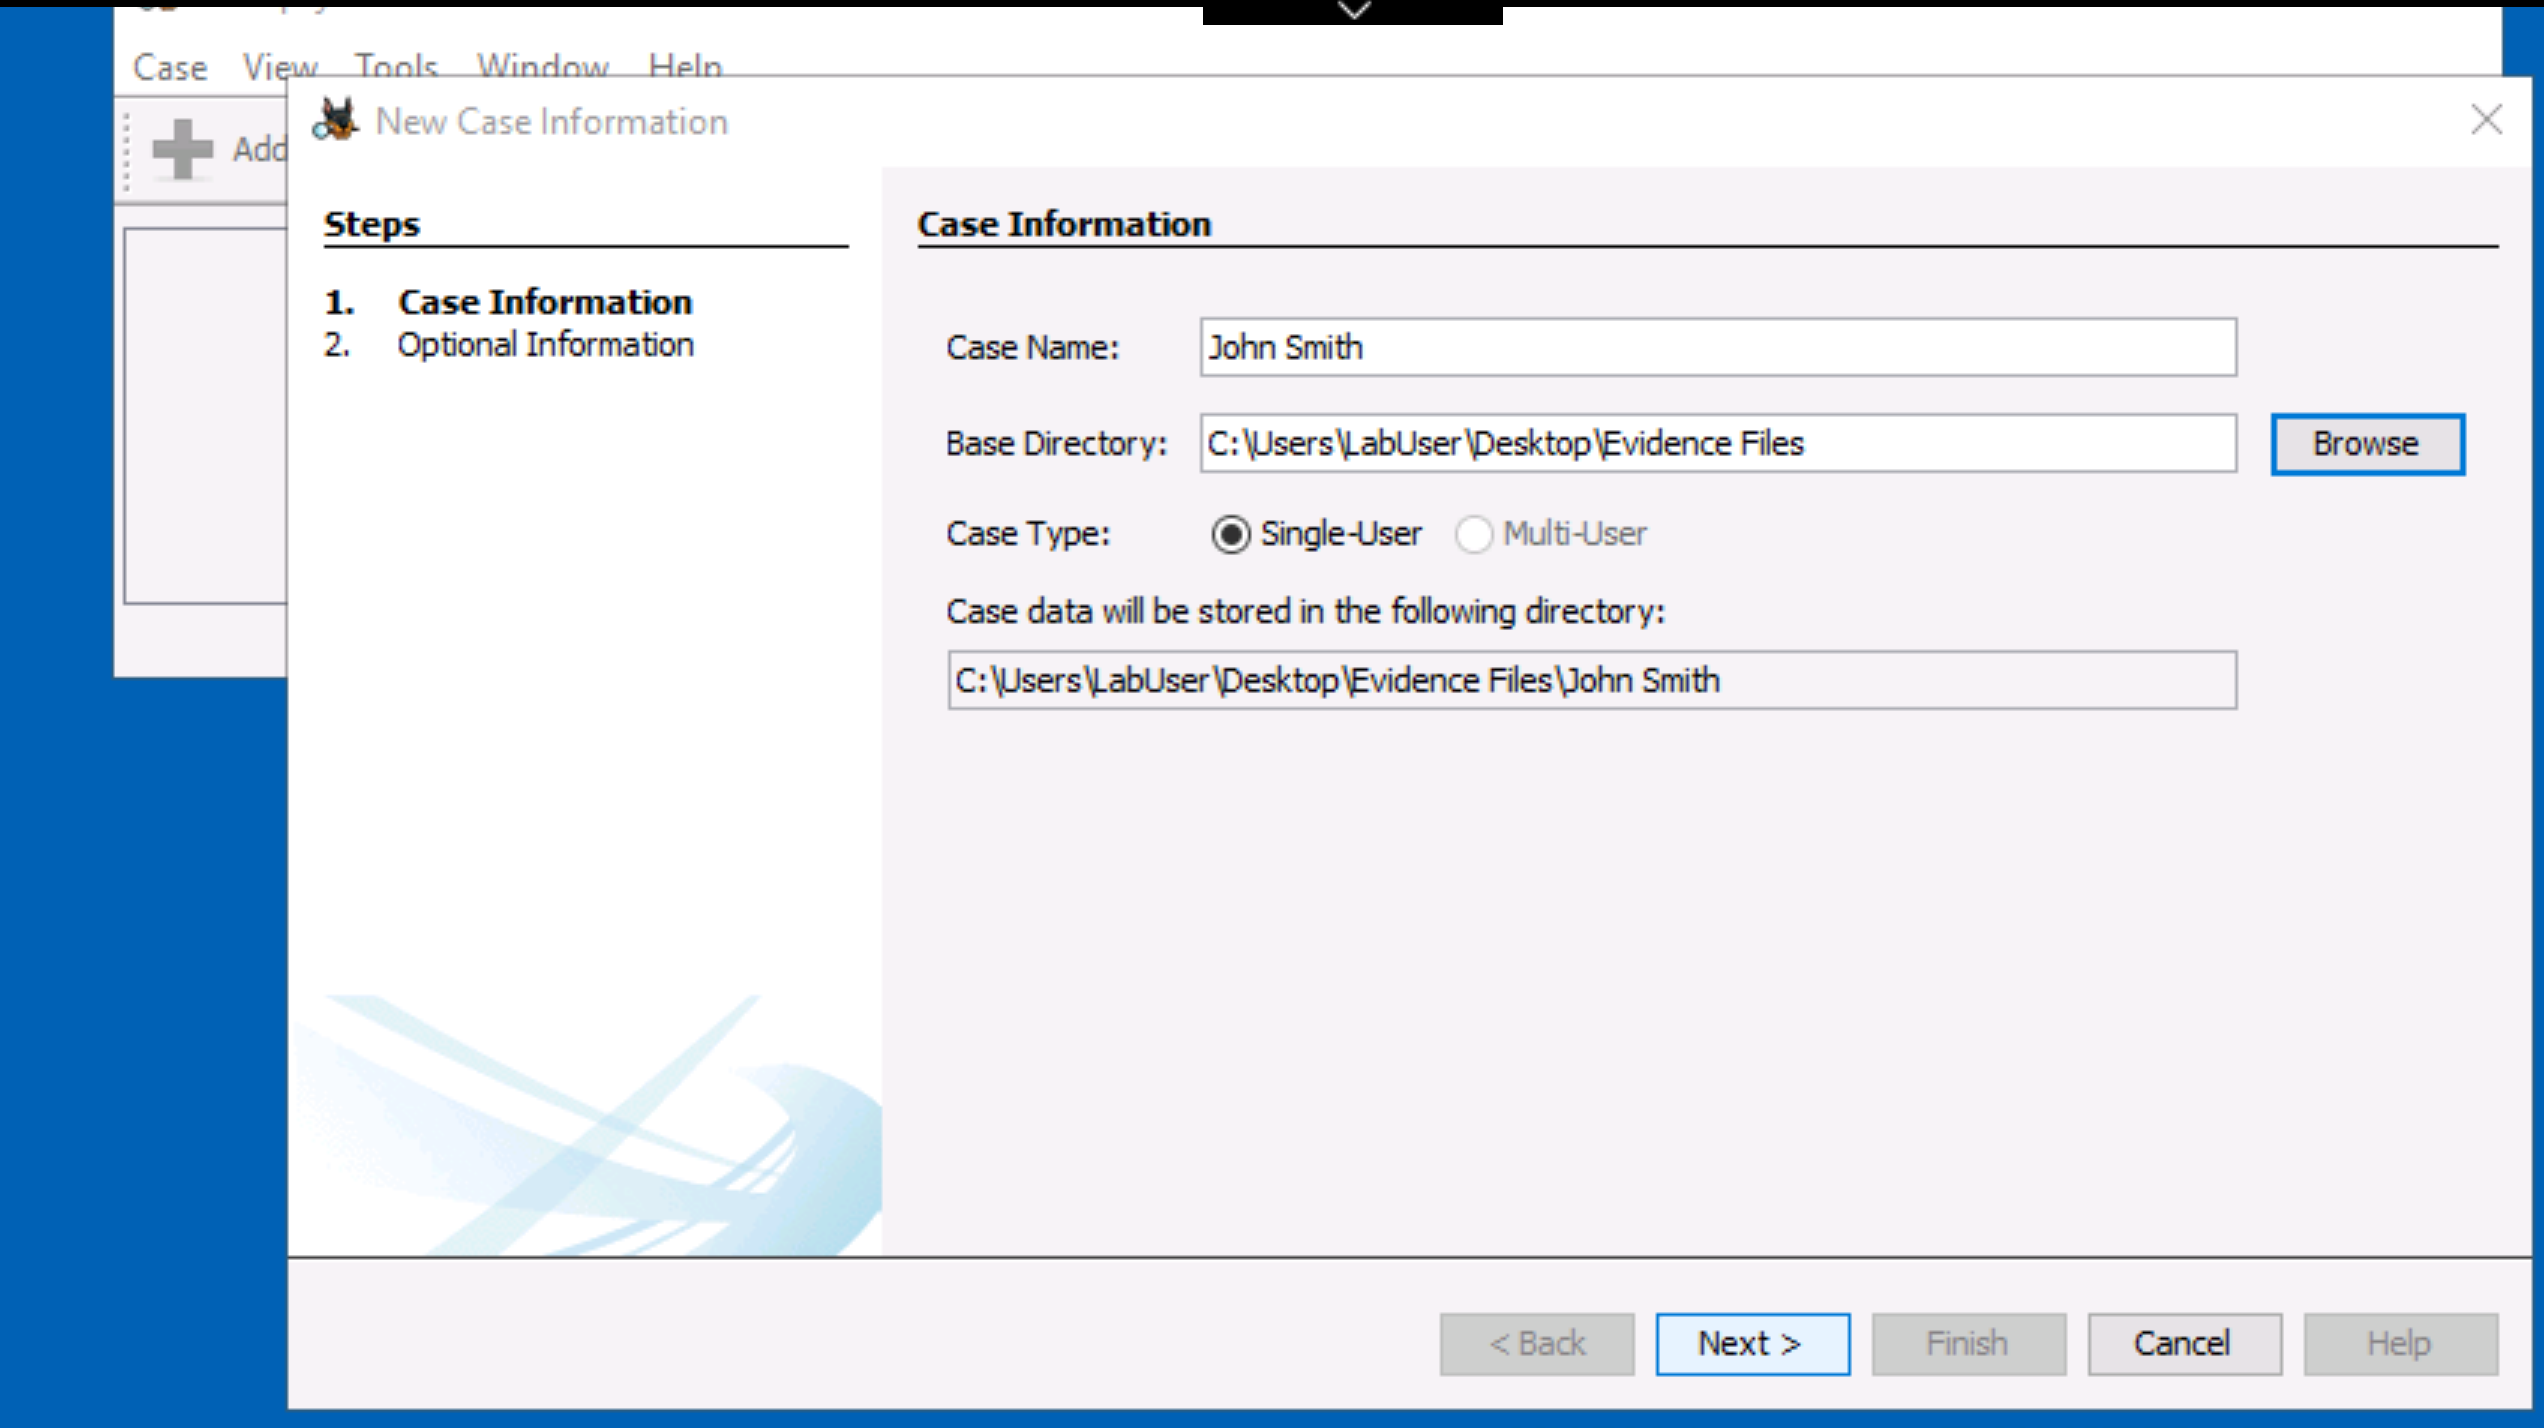 Case View Tools Window Help
Add
New Case Information
Steps
1. Case Information
2. Optional Information
Case Information
Case Name: John Smith
Base Directory: C:\Users\LabUser\Desktop\Evidence Files Browse
Case Type: Single-User Multi-User
Case data will be stored in the following directory:
C:\Users\LabUser\Desktop\Evidence Files\John Smith
< Back Next > Finish Cancel Help